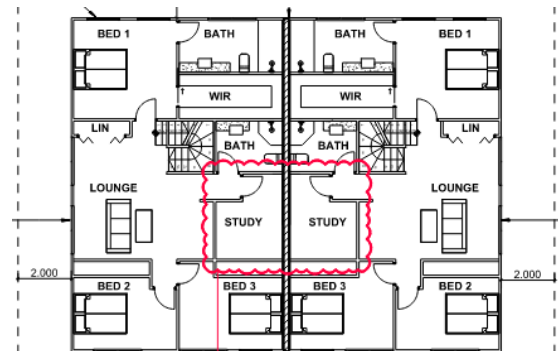 BED 1 BATH BATH BED 1
WIR WIR
LIN BATH BATH LIN
LOUNGE LOUNGE
STUDY STUDY
2.000 2.000
BED 2 BED 3 BED 3 BED 2